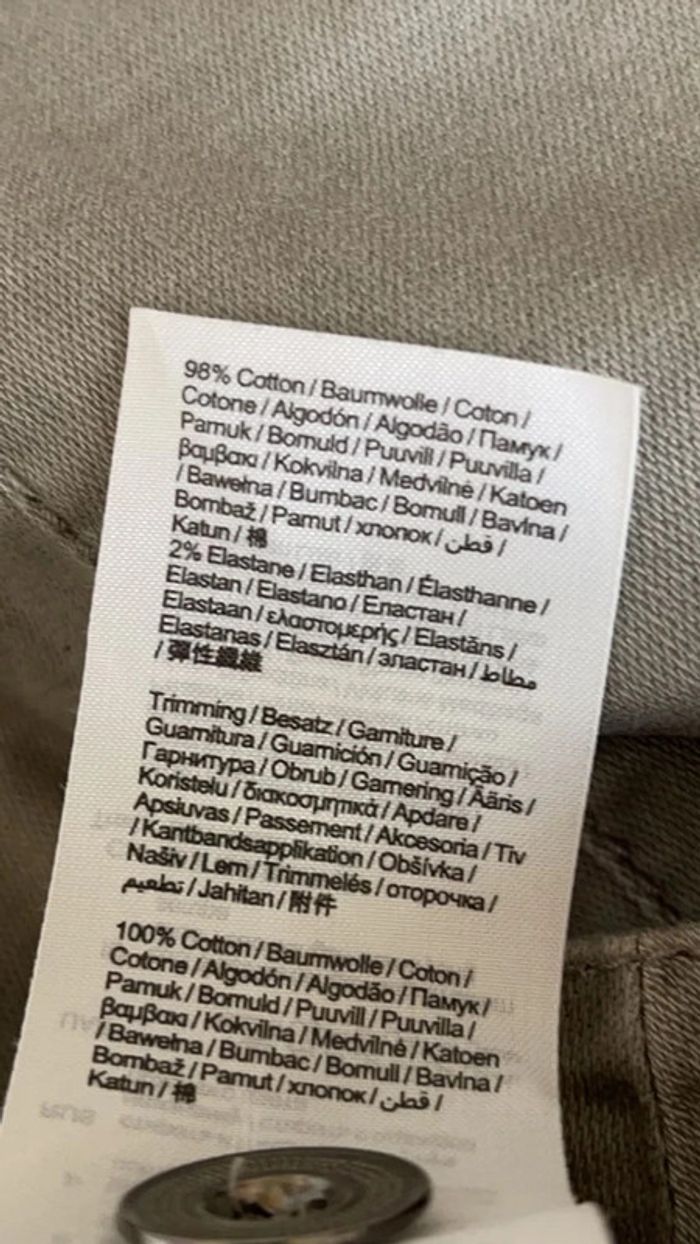 98% Cotton / Baumwolle / Coton /
Cotone / Algodón / Algodão / Памук /
Pamuk / Bomuld / Puuvill / Puuvilla /
βαμβακι / Kokvilna / Medvilnė / Katoen
/ Bawełna / Bumbac / Bomull / Bavlna /
Bombaž / Pamut / хлопок / قطن /
Katun / 棉
2% Elastane / Elasthan / Élasthanne /
Elastan / Elastano / Еластан /
Elastaan / ελαστομερής / Elastāns /
Elastanas / Elasztán / эластан / مطاط
/ 彈性纖維
Trimming / Besatz / Garniture /
Guarnitura / Guarnición / Guarnição /
Гарнитура / Obrub / Garnering / Ääris /
Koristelu / διακοσμητικά / Apdare /
Apsiuvas / Passement / Akcesoria / Tiv
/ Kantbandsapplikation / Obšívka /
Našiv / Lem / Trimmelés / оторочка /
تطعيم / Jahitan / 附件
100% Cotton / Baumwolle / Coton /
Cotone / Algodón / Algodão / Памук /
Pamuk / Bomuld / Puuvill / Puuvilla /
βαμβακι / Kokvilna / Medvilnė / Katoen
/ Bawełna / Bumbac / Bomull / Bavlna /
Bombaž / Pamut / хлопок / قطن /
Katun / 棉